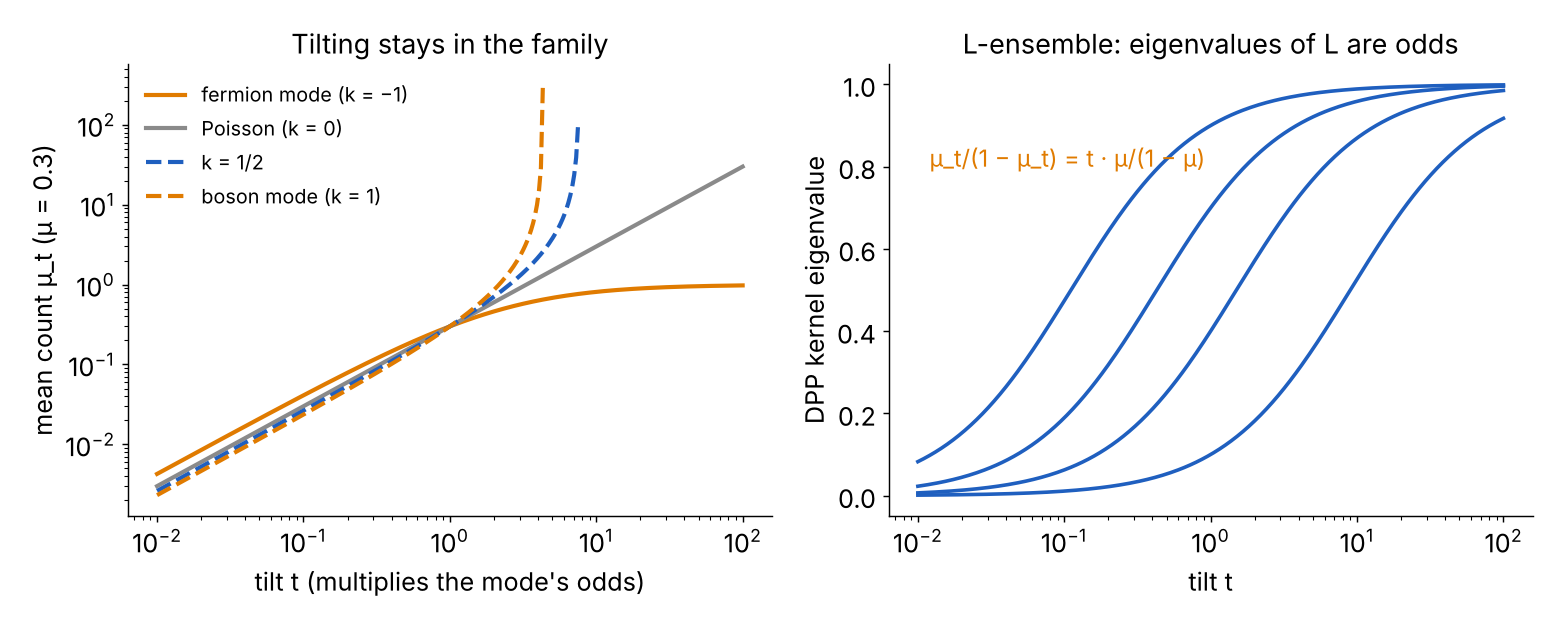 Tilting stays in the family
fermion mode (k = −1)
Poisson (k = 0)
k = 1/2
boson mode (k = 1)
mean count μ_t (μ = 0.3)
10²
10¹
10⁰
10⁻¹
10⁻²
10⁻² 10⁻¹ 10⁰ 10¹ 10²
tilt t (multiplies the mode's odds)
L-ensemble: eigenvalues of L are odds
μ_t/(1 − μ_t) = t · μ/(1 − μ)
DPP kernel eigenvalue
1.0
0.8
0.6
0.4
0.2
0.0
10⁻² 10⁻¹ 10⁰ 10¹ 10²
tilt t